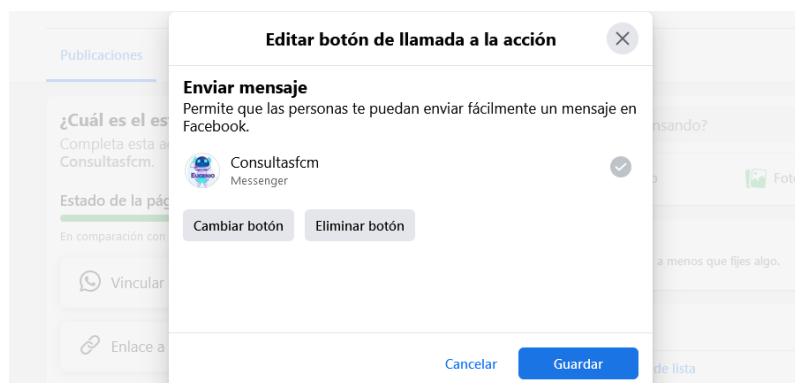 Editar botón de llamada a la acción
Publicaciones
Enviar mensaje
Permite que las personas te puedan enviar fácilmente un mensaje en
Facebook.
¿Cuál es el es
Completa esta a
Consultasfcm.
nsando?
Consultasfcm
Messenger
EUGENIO
Fot
Estado de la pág
En comparación con
Cambiar botón
Eliminar botón
a menos que fijes algo.
Vincular
Enlace a
Cancelar
Guardar
de lista